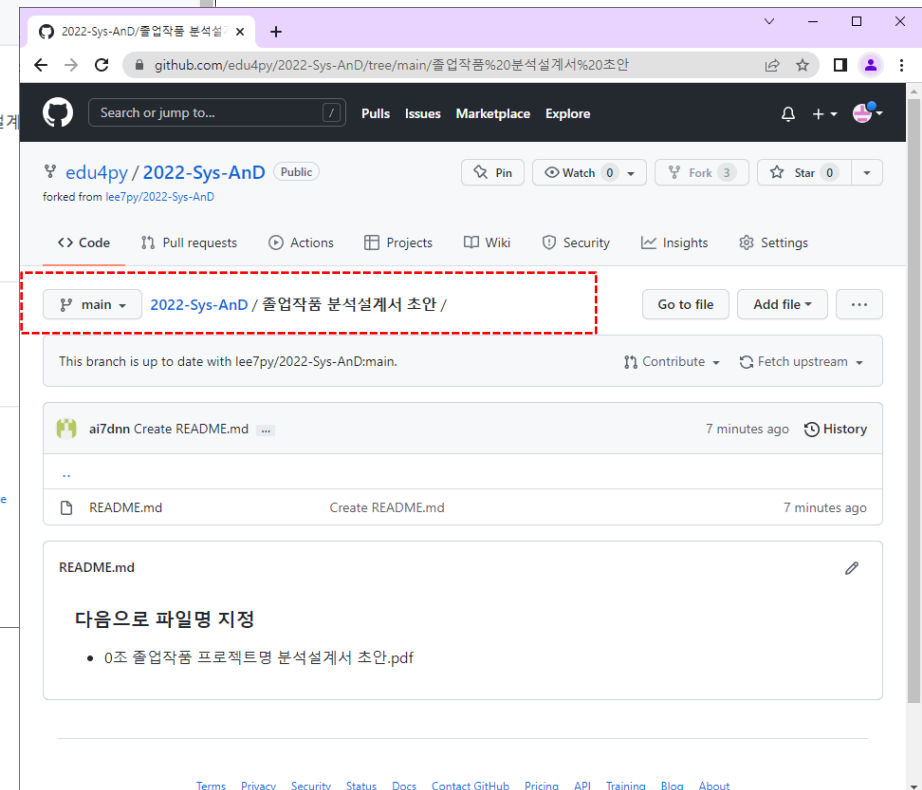 2022-Sys-AnD/졸업작품 분석설
github.com/edu4py/2022-Sys-AnD/tree/main/졸업작품%20분석설계서%20초안
Search or jump to... / Pulls Issues Marketplace Explore
edu4py / 2022-Sys-AnD Public Pin Watch 0 Fork 3 Star 0
forked from lee7py/2022-Sys-AnD
Code Pull requests Actions Projects Wiki Security Insights Settings
main 2022-Sys-AnD / 졸업작품 분석설계서 초안 / Go to file Add file ...
This branch is up to date with lee7py/2022-Sys-AnD:main. Contribute Fetch upstream
ai7dnn Create README.md ... 7 minutes ago History
..
README.md Create README.md 7 minutes ago
README.md
다음으로 파일명 지정
• 0조 졸업작품 프로젝트명 분석설계서 초안.pdf
Terms Privacy Security Status Docs Contact GitHub Pricing API Training Blog About